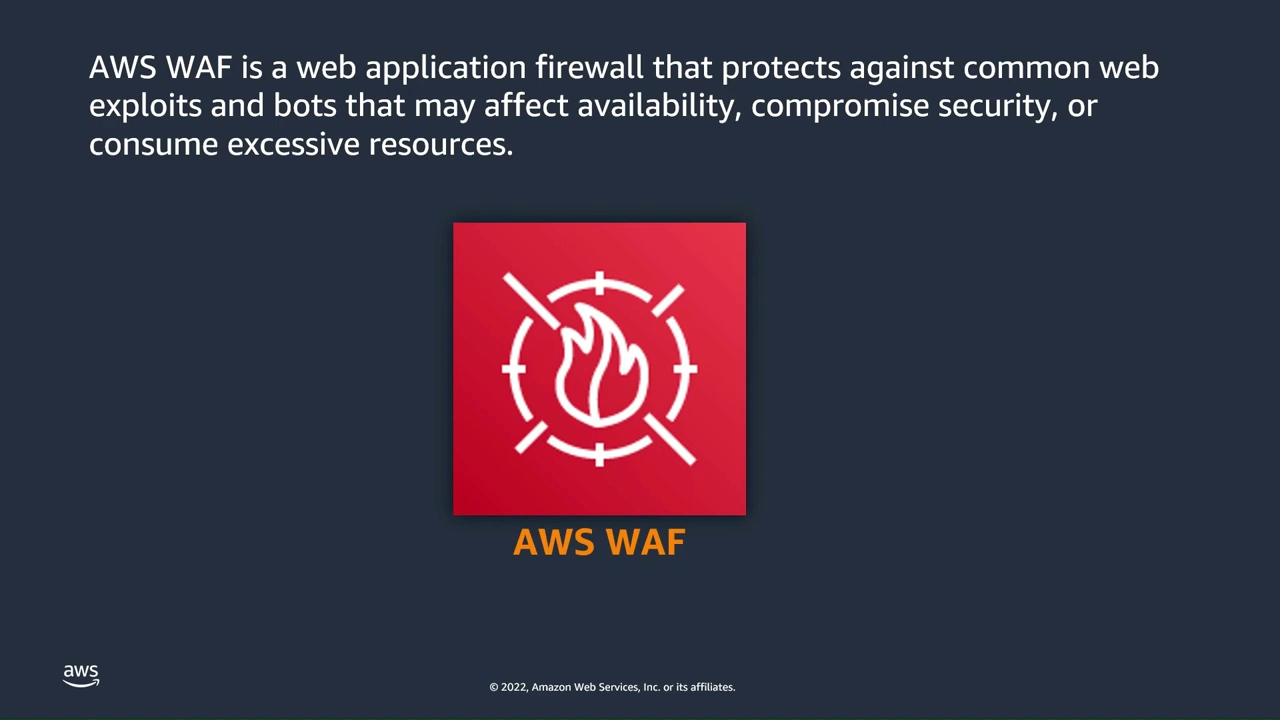 AWS WAF is a web application firewall that protects against common web
exploits and bots that may affect availability, compromise security, or
consume excessive resources.
AWS WAF
aws
© 2022, Amazon Web Services, Inc. or its affiliates.